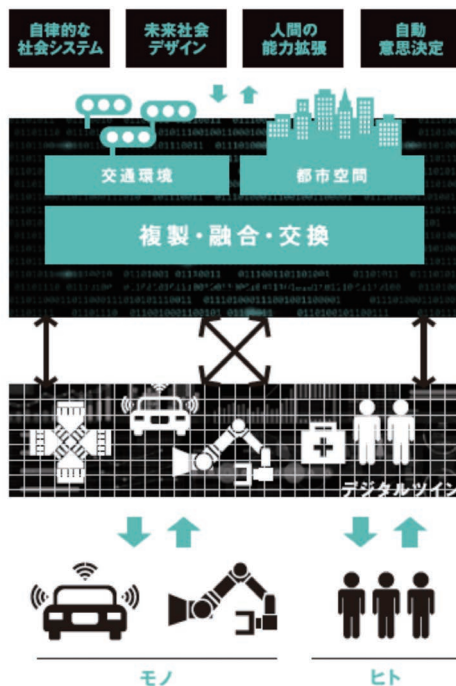 自律的な
社会システム
未来社会
デザイン
人間の
能力拡張
自動
意思決定
交通環境
都市空間
複製・融合・交換
デジタルツイン
モノ
ヒト